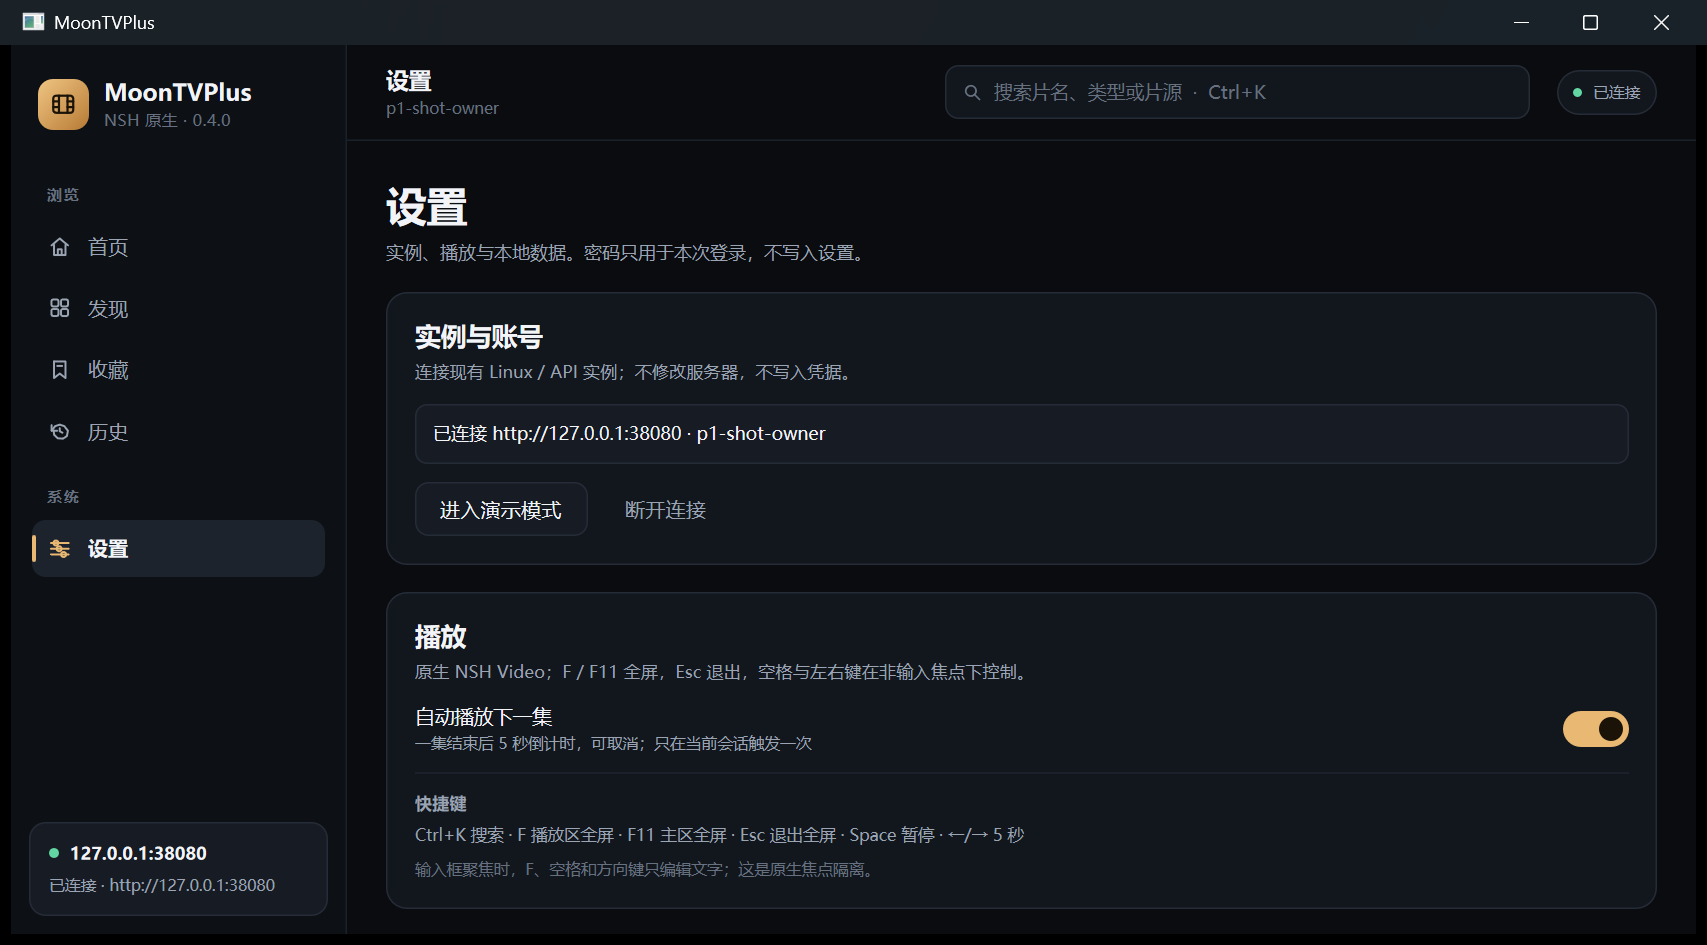 MoonTVPlus
MoonTVPlus
NSH 原生 · 0.4.0
浏览
首页
发现
收藏
历史
系统
设置
127.0.0.1:38080
已连接 · http://127.0.0.1:38080
设置
p1-shot-owner
搜索片名、类型或片源 · Ctrl+K
已连接
设置
实例、播放与本地数据。密码只用于本次登录，不写入设置。
实例与账号
连接现有 Linux / API 实例；不修改服务器，不写入凭据。
已连接 http://127.0.0.1:38080 · p1-shot-owner
进入演示模式
断开连接
播放
原生 NSH Video；F / F11 全屏，Esc 退出，空格与左右键在非输入焦点下控制。
自动播放下一集
一集结束后 5 秒倒计时，可取消；只在当前会话触发一次
快捷键
Ctrl+K 搜索 · F 播放区全屏 · F11 主区全屏 · Esc 退出全屏 · Space 暂停 · ←/→ 5 秒
输入框聚焦时，F、空格和方向键只编辑文字；这是原生焦点隔离。